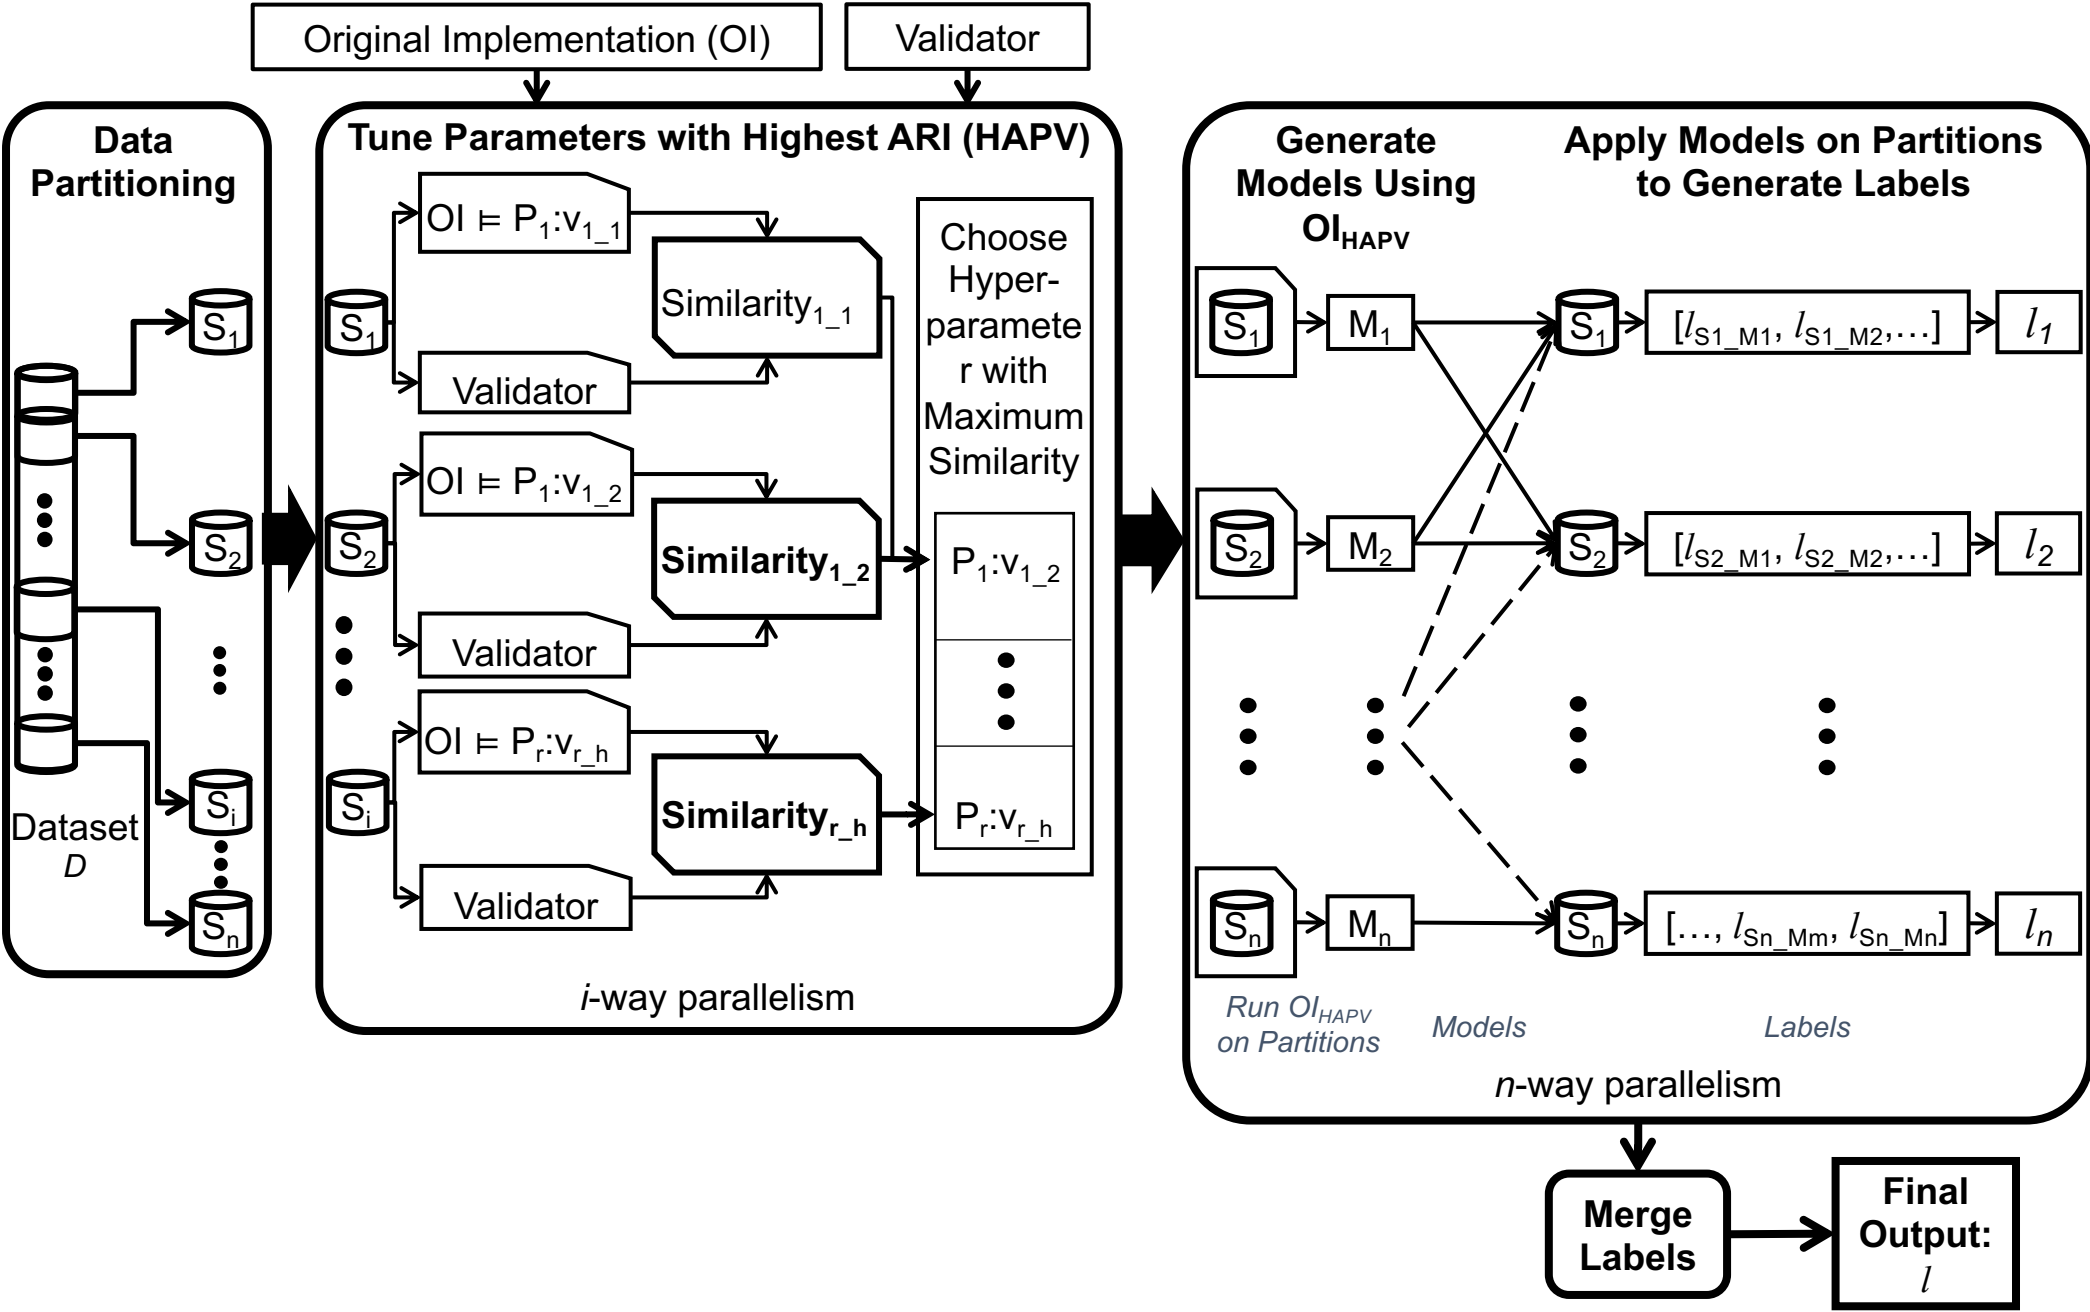 Original Implementation (OI)
Validator
Data
Partitioning
S1
S2
Si
Sn
Dataset
D
Tune Parameters with Highest ARI (HAPV)
S1
OI ⊨ P1:v1_1
Validator
Similarity1_1
S2
OI ⊨ P1:v1_2
Validator
Similarity1_2
Si
OI ⊨ Pr:vr_h
Validator
Similarityr_h
Choose
Hyper-
paramete
r with
Maximum
Similarity
P1:v1_2
Pr:vr_h
i-way parallelism
Generate
Models Using
OIHAPV
Apply Models on Partitions
to Generate Labels
S1 M1 S1 [lS1_M1, lS1_M2,...] l1
S2 M2 S2 [lS2_M1, lS2_M2,...] l2
Sn Mn Sn [..., lSn_Mm, lSn_Mn] ln
Run OIHAPV
on Partitions
Models
Labels
n-way parallelism
Merge
Labels
Final
Output:
l